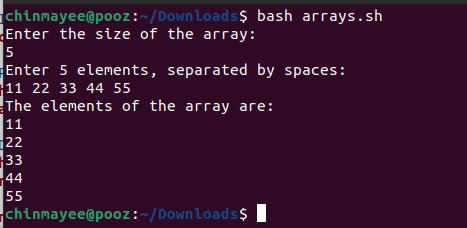 chinmayee@pooz:~/Downloads$ bash arrays.sh
Enter the size of the array:
5
Enter 5 elements, separated by spaces:
11 22 33 44 55
The elements of the array are:
11
22
33
44
55
chinmayee@pooz:~/Downloads$